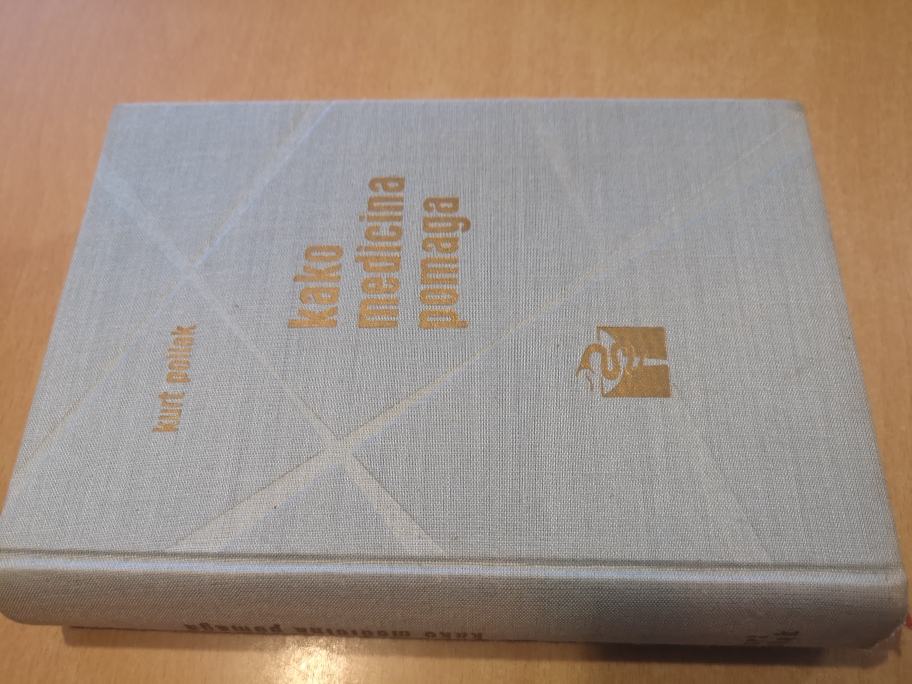 kurt pollak
kako
medicina
pomaga
kako medicina pomaga